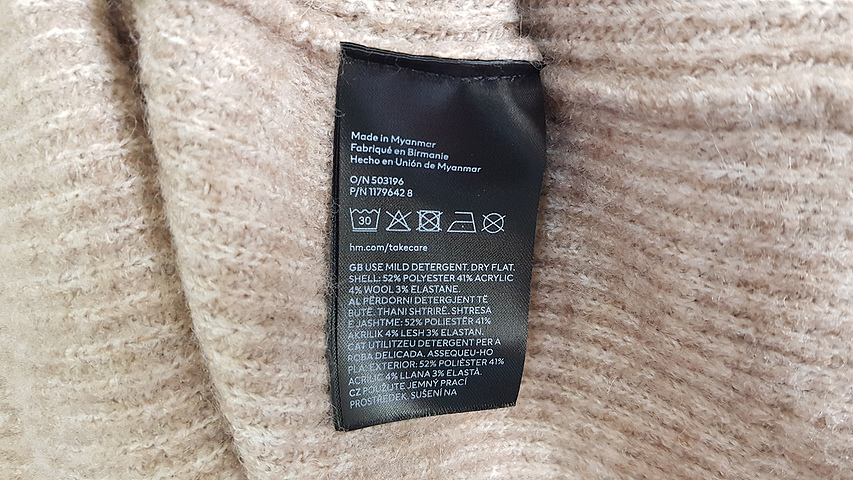 Made in Myanmar
Fabriqué en Birmanie
Hecho en Unión de Myanmar
O/N 503196
P/N 1179642 8
30
hm.com/takecare
GB USE MILD DETERGENT. DRY FLAT.
SHELL: 52% POLYESTER 41% ACRYLIC
4% WOOL 3% ELASTANE.
AL PËRDORNI DETERGJENT TË
BUTË. THANI SHTRIRË. SHTRESA
E JASHTME: 52% POLIESTËR 41%
AKRILIK 4% LESH 3% ELASTAN.
CAT UTILITZEU DETERGENT PER A
ROBA DELICADA. ASSEQUEU-HO
PLA: EXTERIOR: 52% POLIÈSTER 41%
ACRÍLIC 4% LLANA 3% ELASTÀ.
CZ POUŽIJTE JEMNÝ PRACÍ
PROSTŘEDEK. SUŠENÍ NA